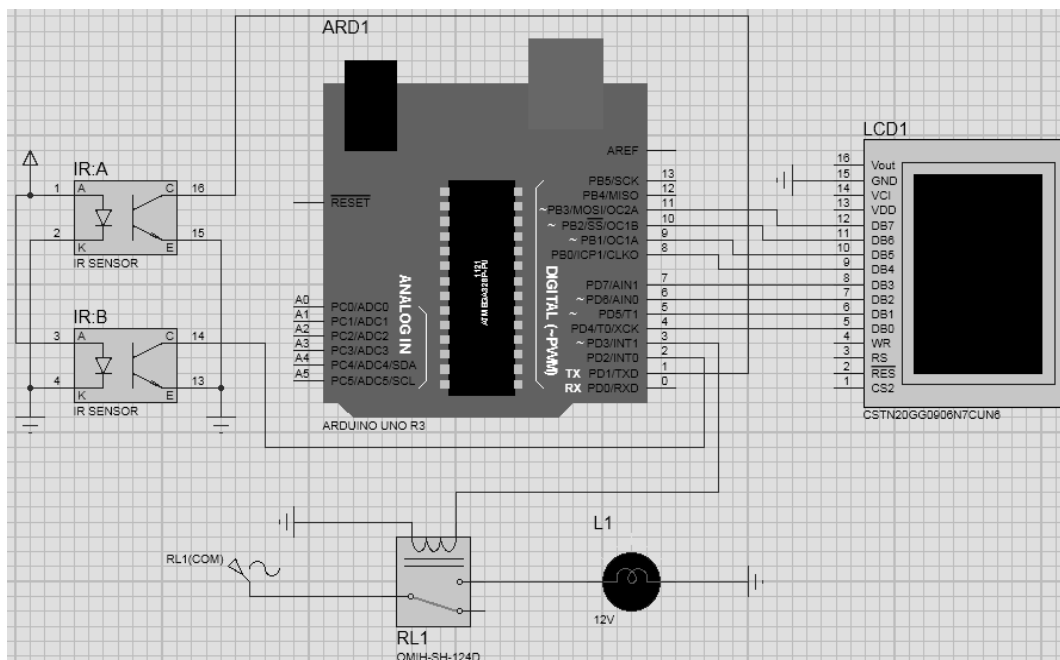 ARD1
LCD1
IR:A
1 A C 16
2 K E 15
IR SENSOR
IR:B
3 A C 14
4 K E 13
IR SENSOR
RESET
AREF
PB5/SCK 13
PB4/MISO 12
~PB3/MOSI/OC2A 11
~ PB2/SS/OC1B 10
~ PB1/OC1A 9
PB0/ICP1/CLKO 8
PD7/AIN1 7
~ PD6/AIN0 6
~ PD5/T1 5
PD4/T0/XCK 4
~ PD3/INT1 3
PD2/INT0 2
TX PD1/TXD 1
RX PD0/RXD 0
ATMEGA328P-PU
1121
ANALOG IN
DIGITAL (~PWM)
A0 PC0/ADC0
A1 PC1/ADC1
A2 PC2/ADC2
A3 PC3/ADC3
A4 PC4/ADC4/SDA
A5 PC5/ADC5/SCL
ARDUINO UNO R3
16 Vout
15 GND
14 VCI
13 VDD
12 DB7
11 DB6
10 DB5
9 DB4
8 DB3
7 DB2
6 DB1
5 DB0
4 WR
3 RS
2 RES
1 CS2
CSTN20GG0906N7CUN6
RL1(COM)
L1
12V
RL1
OMIH-SH-124D